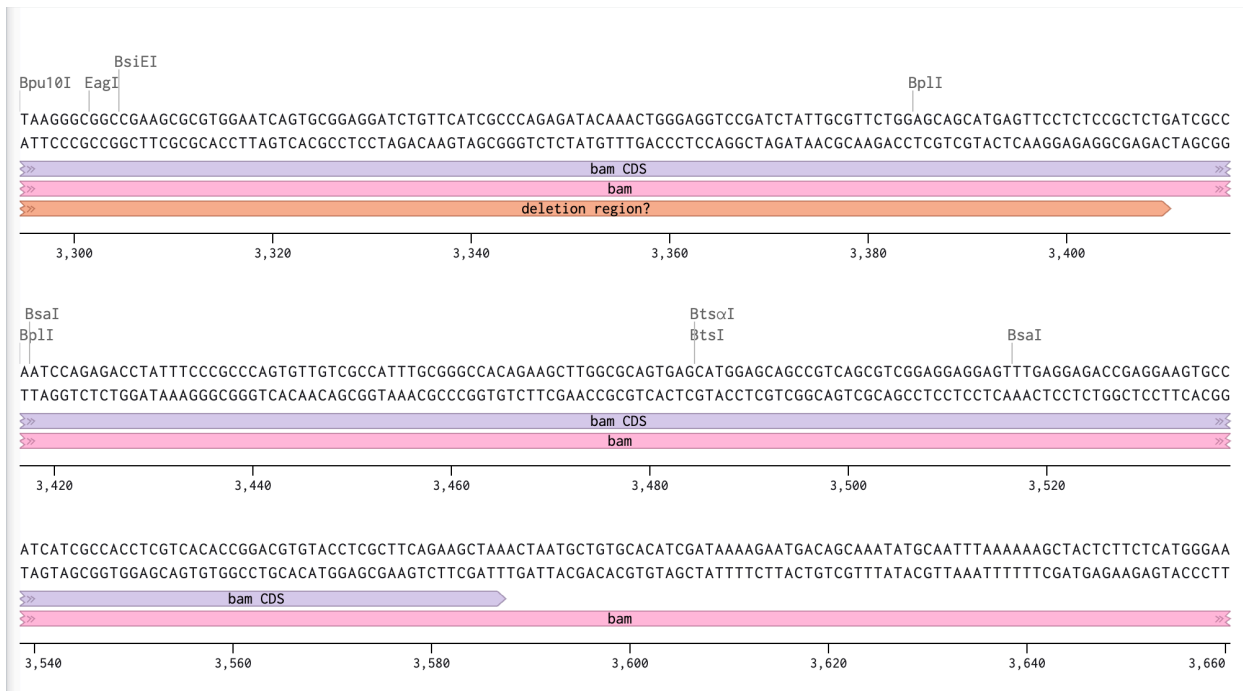 BsiEI
Bpu10I EagI BplI
TAAGGGCGGCCGAAGCGCGTGGAATCAGTGCGGAGGATCTGTTCATCGCCCAGAGATACAAACTGGGAGGTCCGATCTATTGCGTTCTGGAGCAGCATGAGTTCCTCTCCGCTCTGATCGCC
ATTCCCGCCGGCTTCGCGCACCTTAGTCACGCCTCCTAGACAAGTAGCGGGTCTCTATGTTTGACCCTCCAGGCTAGATAACGCAAGACCTCGTCGTACTCAAGGAGAGGCGAGACTAGCGG
bam CDS
bam
deletion region?
3,300 3,320 3,340 3,360 3,380 3,400
BsaI BtsαI
BplI BtsI BsaI
AATCCAGAGACCTATTTCCCGCCCAGTGTTGTCGCCATTTGCGGGCCACAGAAGCTTGGCGCAGTGAGCATGGAGCAGCCGTCAGCGTCGGAGGAGGAGTTTGAGGAGACCGAGGAAGTGCC
TTAGGTCTCTGGATAAAGGGCGGGTCACAACAGCGGTAAACGCCCGGTGTCTTCGAACCGCGTCACTCGTACCTCGTCGGCAGTCGCAGCCTCCTCCTCAAACTCCTCTGGCTCCTTCACGG
bam CDS
bam
3,420 3,440 3,460 3,480 3,500 3,520
ATCATCGCCACCTCGTCACACCGGACGTGTACCTCGCTTCAGAAGCTAAACTAATGCTGTGCACATCGATAAAAGAATGACAGCAAATATGCAATTTAAAAAAGCTACTCTTCTCATGGGAA
TAGTAGCGGTGGAGCAGTGTGGCCTGCACATGGAGCGAAGTCTTCGATTTGATTACGACACGTGTAGCTATTTTCTTACTGTCGTTTATACGTTAAATTTTTTCGATGAGAAGAGTACCCTT
bam CDS
bam
3,540 3,560 3,580 3,600 3,620 3,640 3,660